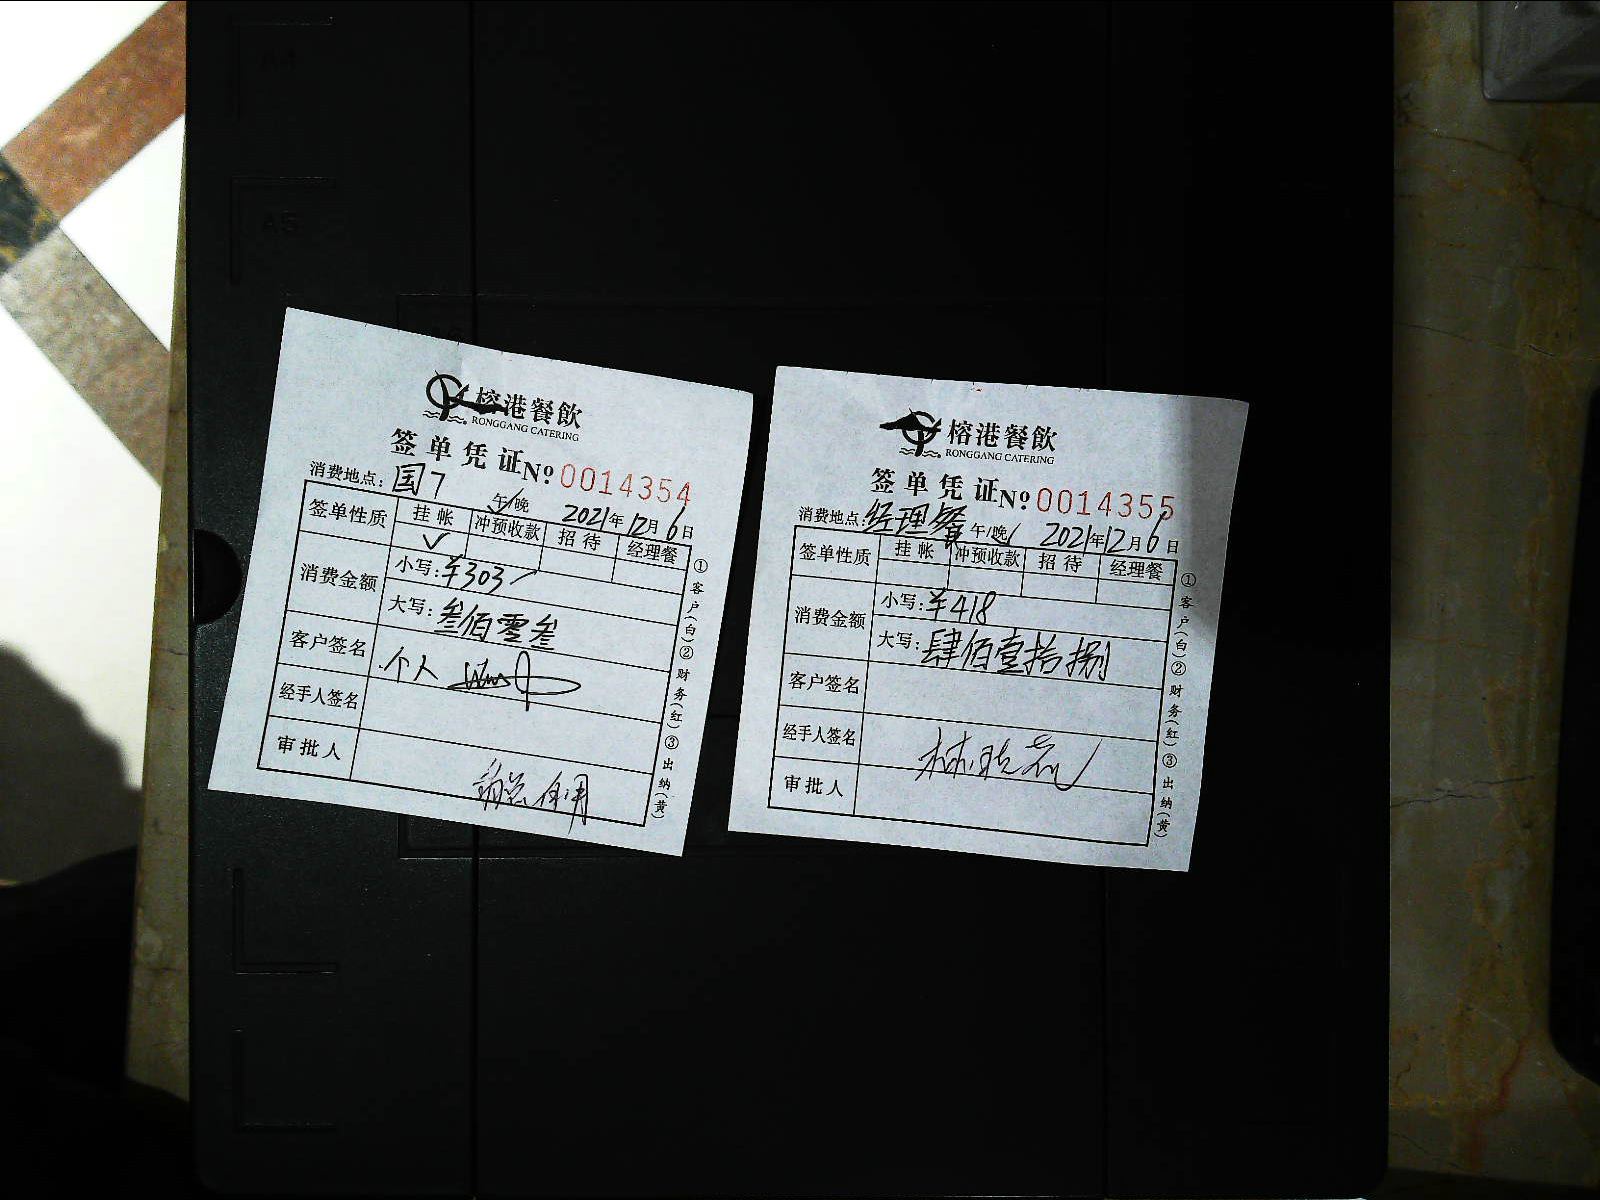 榕港餐飲
RONGGANG CATERING
签单凭证 №0014354
消费地点:国7 午/晚 2021年12月6日
签单性质 挂帐 冲预收款 招待 经理餐
✓
消费金额 小写:¥303
大写:叁佰零叁
客户签名 个人
经手人签名
审批人
①客户(白)②财务(红)③出纳(黄)
榕港餐飲
RONGGANG CATERING
签单凭证 №0014355
消费地点:经理餐 午/晚 2021年12月6日
签单性质 挂帐 冲预收款 招待 经理餐
消费金额 小写:¥418
大写:肆佰壹拾捌
客户签名
经手人签名
审批人
①客户(白)②财务(红)③出纳(黄)